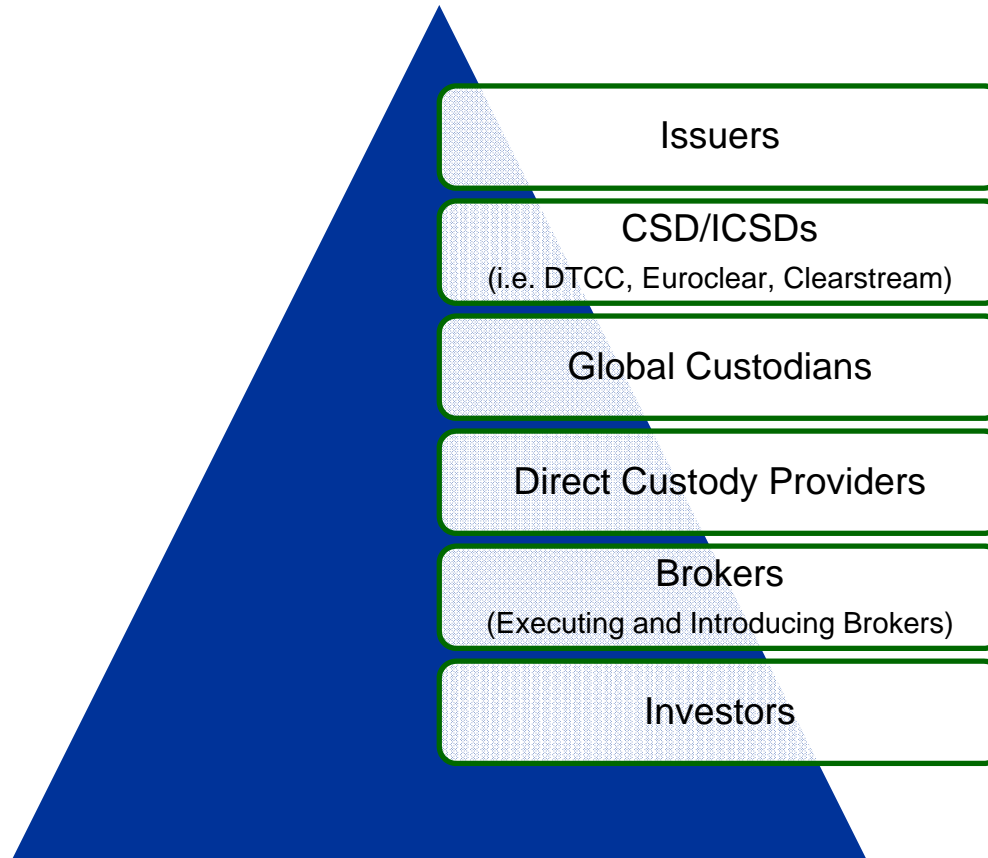 Issuers
CSD/ICSDs
(i.e. DTCC, Euroclear, Clearstream)
Global Custodians
Direct Custody Providers
Brokers
(Executing and Introducing Brokers)
Investors